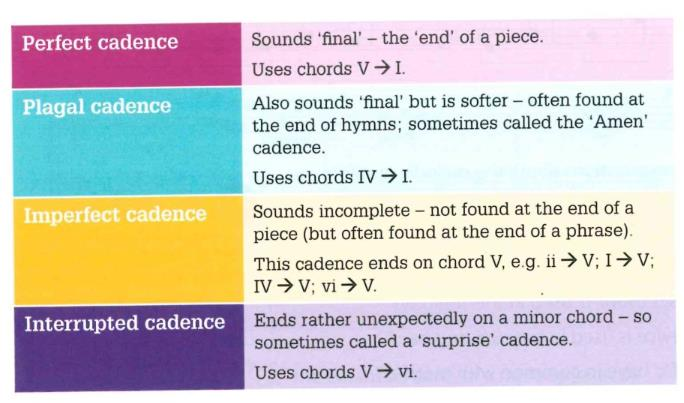 Perfect cadence
Sounds ‘final’ – the ‘end’ of a piece.
Uses chords V → I.
Plagal cadence
Also sounds ‘final’ but is softer – often found at
the end of hymns; sometimes called the ‘Amen’
cadence.
Uses chords IV → I.
Imperfect cadence
Sounds incomplete – not found at the end of a
piece (but often found at the end of a phrase).
This cadence ends on chord V, e.g. ii → V; I → V;
IV → V; vi → V.
Interrupted cadence
Ends rather unexpectedly on a minor chord – so
sometimes called a ‘surprise’ cadence.
Uses chords V → vi.